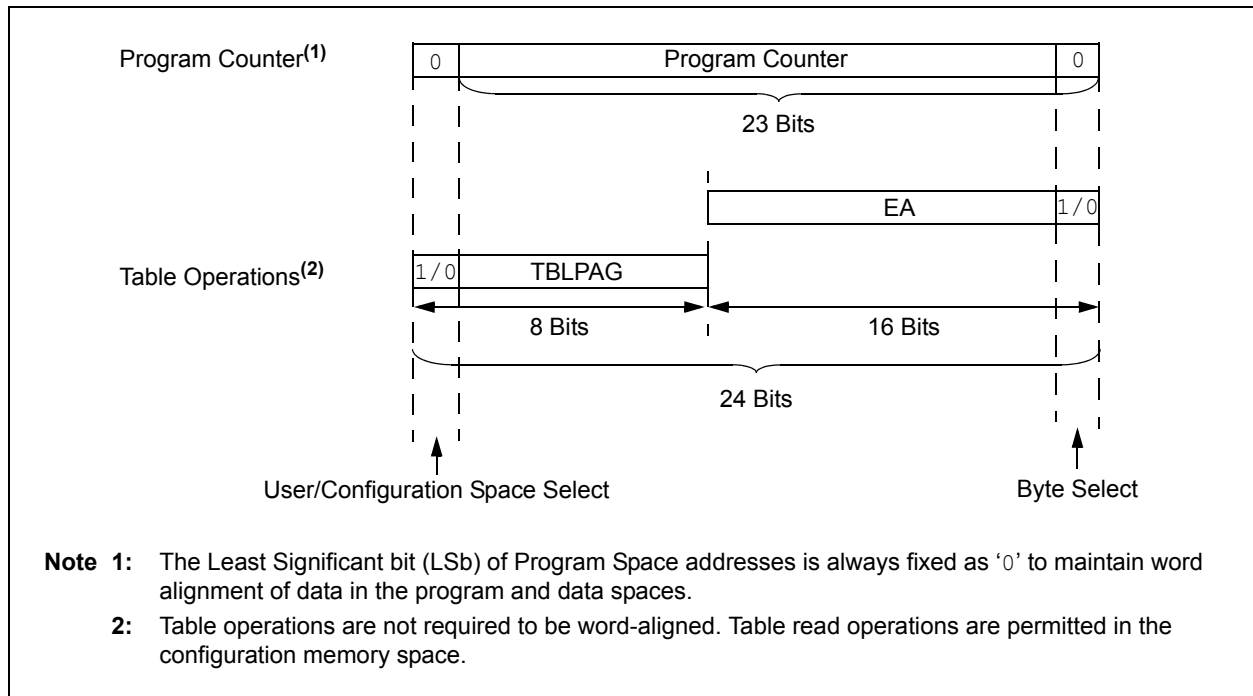 Program Counter(1)
0 Program Counter 0
23 Bits
EA 1/0
Table Operations(2)
1/0 TBLPAG
8 Bits 16 Bits
24 Bits
User/Configuration Space Select Byte Select
Note 1: The Least Significant bit (LSb) of Program Space addresses is always fixed as ‘0’ to maintain word
alignment of data in the program and data spaces.
2: Table operations are not required to be word-aligned. Table read operations are permitted in the
configuration memory space.